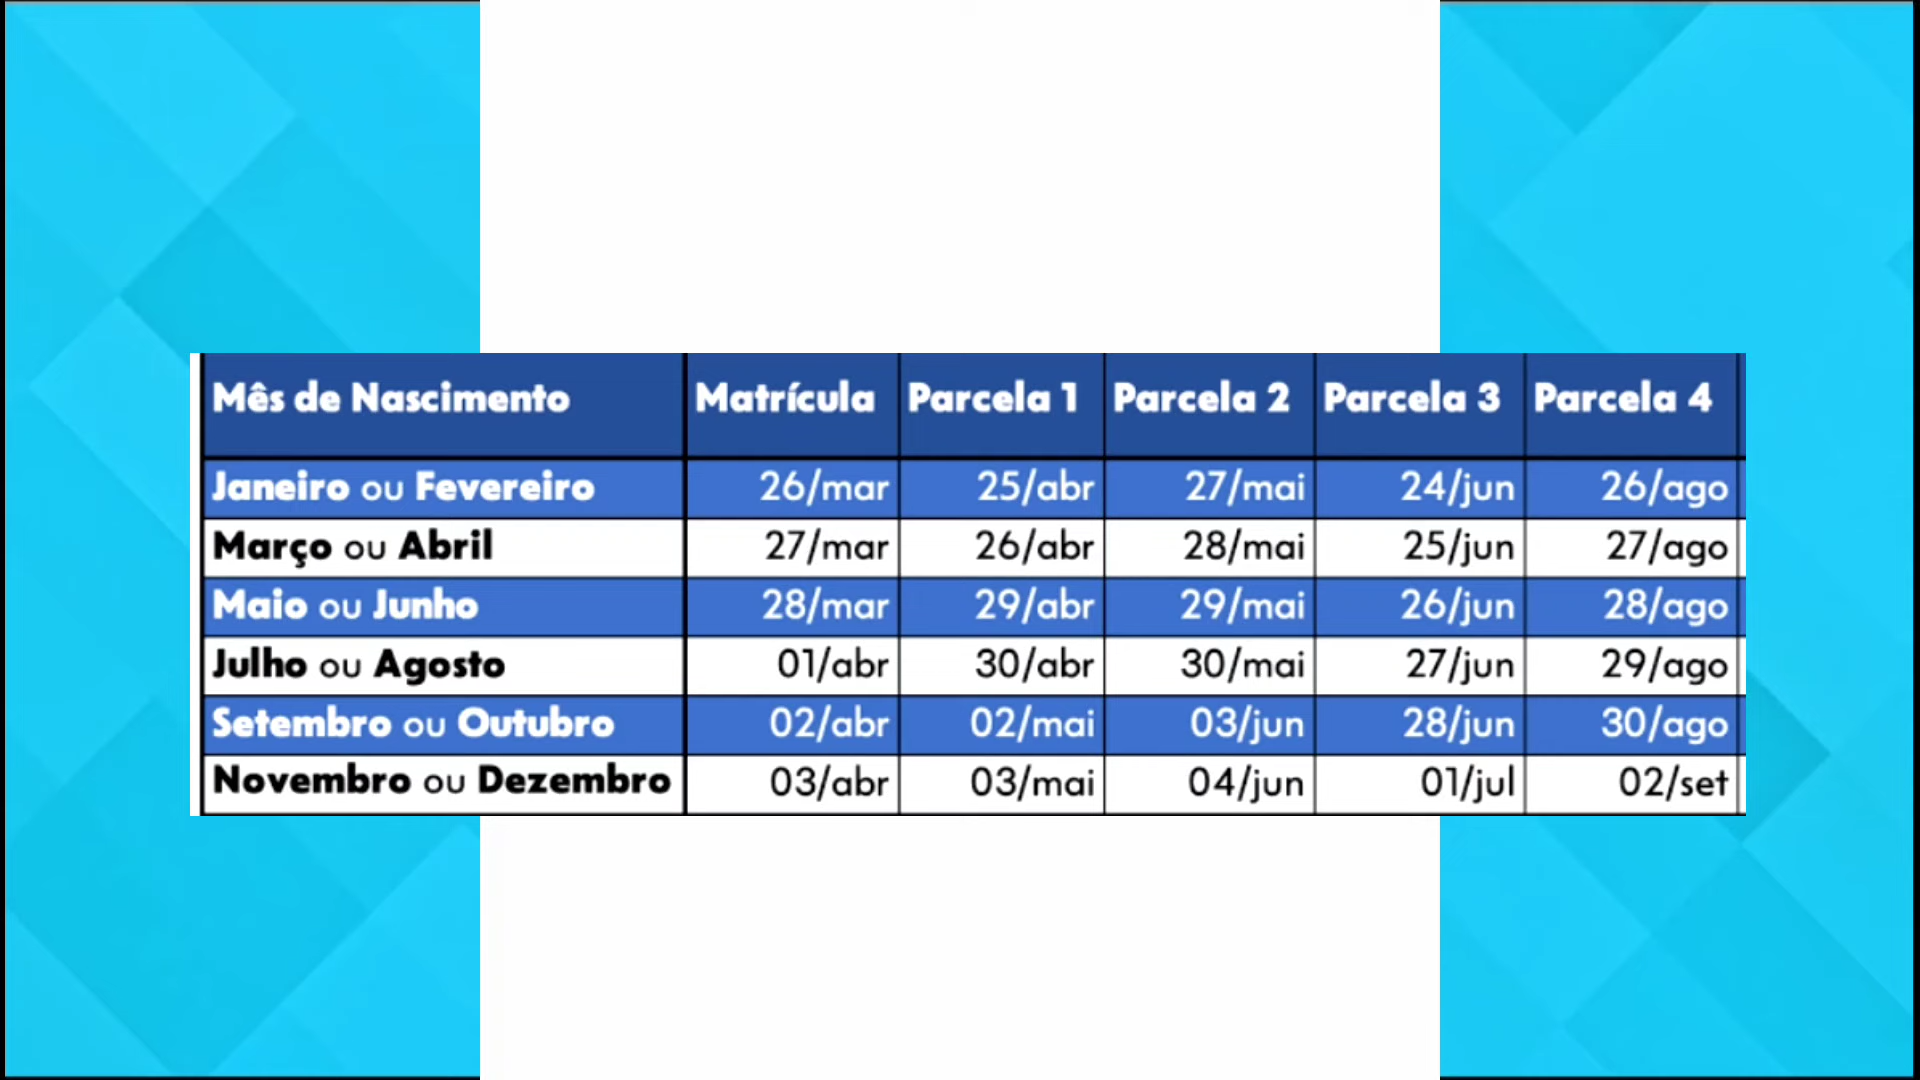 Mês de Nascimento Matrícula Parcela 1 Parcela 2 Parcela 3 Parcela 4
Janeiro ou Fevereiro 26/mar 25/abr 27/mai 24/jun 26/ago
Março ou Abril 27/mar 26/abr 28/mai 25/jun 27/ago
Maio ou Junho 28/mar 29/abr 29/mai 26/jun 28/ago
Julho ou Agosto 01/abr 30/abr 30/mai 27/jun 29/ago
Setembro ou Outubro 02/abr 02/mai 03/jun 28/jun 30/ago
Novembro ou Dezembro 03/abr 03/mai 04/jun 01/jul 02/set